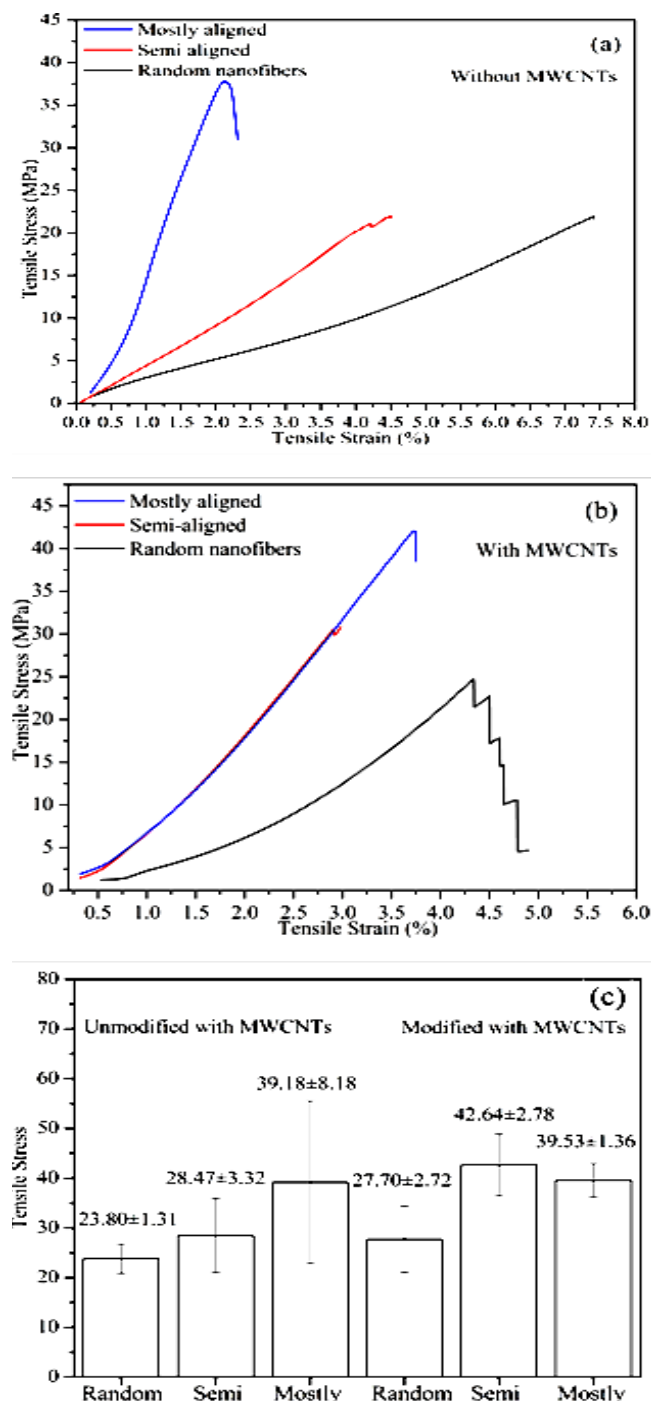 45
40
35
30
25
20
15
10
5
0
Tensile Stress (MPa)
Mostly aligned
Semi aligned
Random nanofibers
(a)
Without MWCNTs
0.0 0.5 1.0 1.5 2.0 2.5 3.0 3.5 4.0 4.5 5.0 5.5 6.0 6.5 7.0 7.5 8.0
Tensile Strain (%)
45
40
35
30
25
20
15
10
5
0
Tensile Stress (MPa)
Mostly aligned
Semi-aligned
Random nanofibers
(b)
With MWCNTs
0.5 1.0 1.5 2.0 2.5 3.0 3.5 4.0 4.5 5.0 5.5 6.0
Tensile Strain (%)
80
70
60
50
40
30
20
10
0
Tensile Stress
(c)
Unmodified with MWCNTs Modified with MWCNTs
39.18±8.18
42.64±2.78
39.53±1.36
28.47±3.32
27.70±2.72
23.80±1.31
Random Semi Mostly Random Semi Mostly